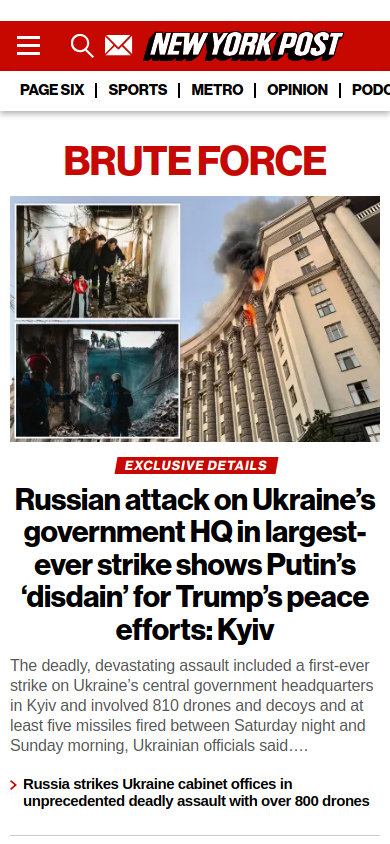 NEW YORK POST
PAGE SIX
SPORTS
METRO
OPINION
PODC
BRUTE FORCE
EXCLUSIVE DETAILS
Russian attack on Ukraine’s
government HQ in largest-
ever strike shows Putin’s
‘disdain’ for Trump’s peace
efforts: Kyiv
The deadly, devastating assault included a first-ever
strike on Ukraine’s central government headquarters
in Kyiv and involved 810 drones and decoys and at
least five missiles fired between Saturday night and
Sunday morning, Ukrainian officials said….
Russia strikes Ukraine cabinet offices in
unprecedented deadly assault with over 800 drones